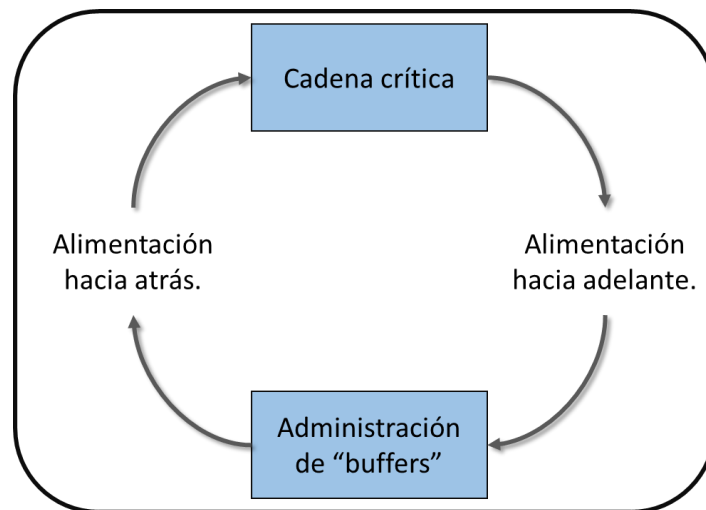 Cadena crítica
Alimentación
hacia atrás.
Alimentación
hacia adelante.
Administración
de “buffers”